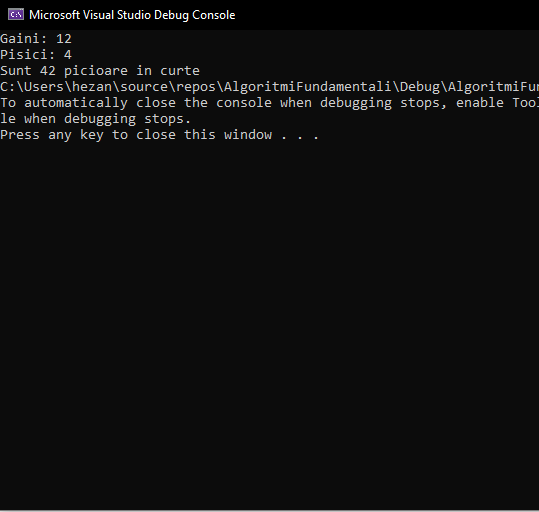 Microsoft Visual Studio Debug Console
Gaini: 12
Pisici: 4
Sunt 42 picioare in curte
C:\Users\hezan\source\repos\AlgoritmiFundamentali\Debug\AlgoritmiFun
To automatically close the console when debugging stops, enable Tool
le when debugging stops.
Press any key to close this window . . .